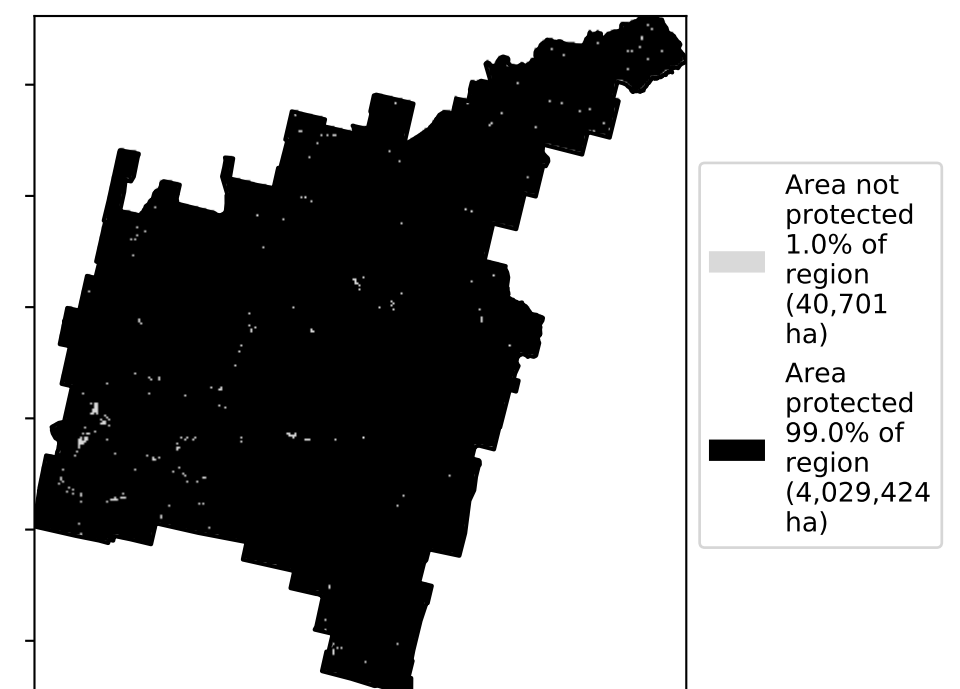 Area not
protected
1.0% of
region
(40,701
ha)
Area
protected
99.0% of
region
(4,029,424
ha)